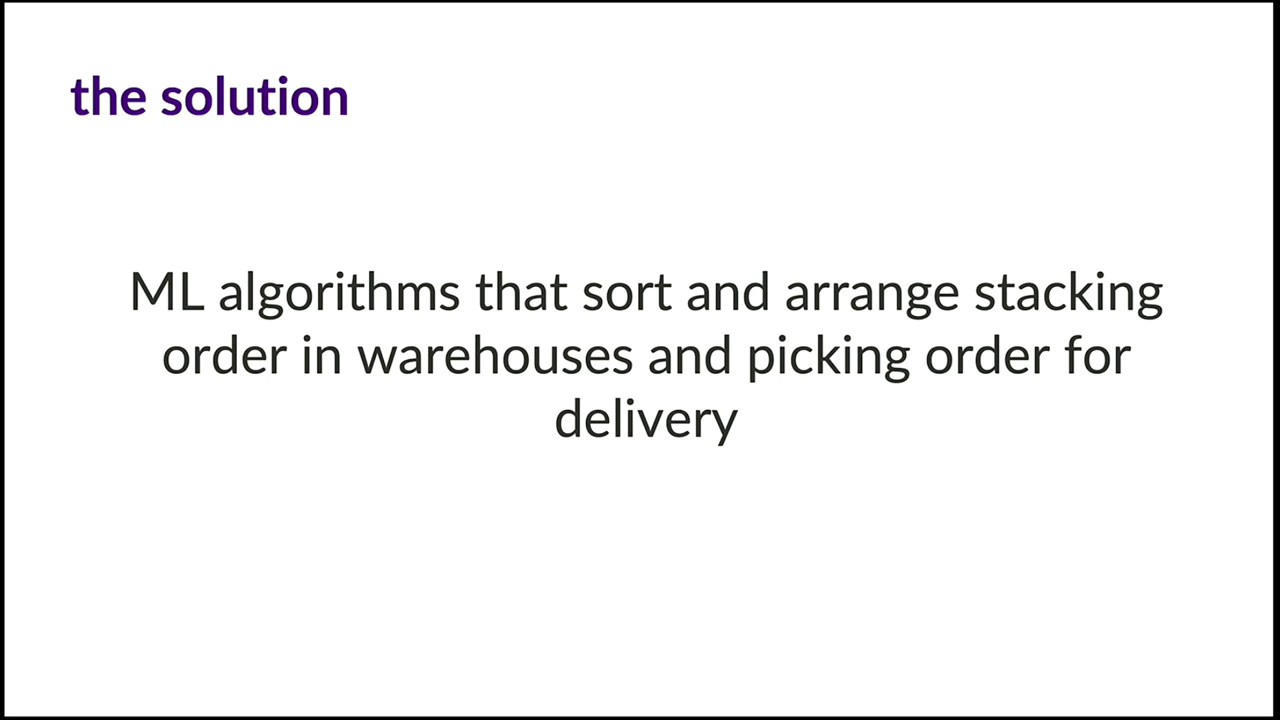 the solution
ML algorithms that sort and arrange stacking
order in warehouses and picking order for
delivery